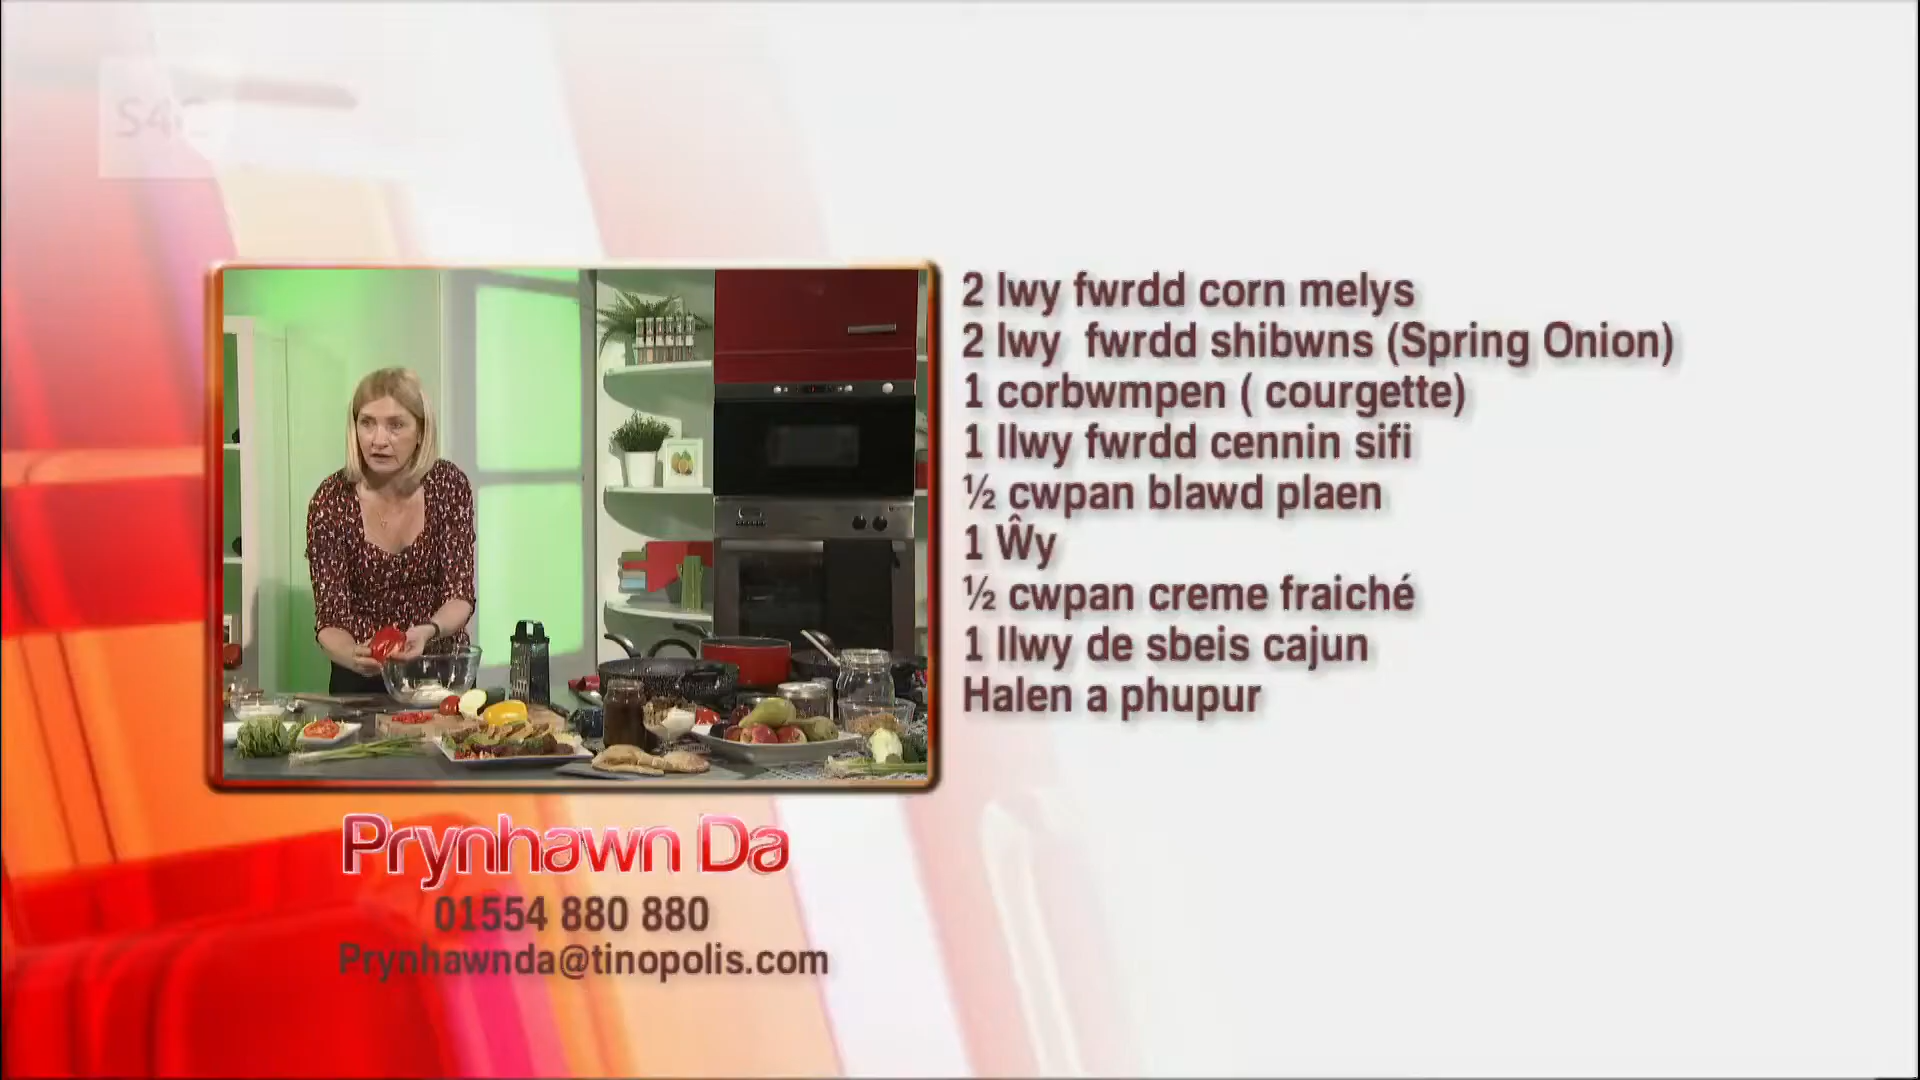 S4C
2 lwy fwrdd corn melys
2 lwy  fwrdd shibwns (Spring Onion)
1 corbwmpen ( courgette)
1 llwy fwrdd cennin sifi
½ cwpan blawd plaen
1 Ŵy
½ cwpan creme fraiché
1 llwy de sbeis cajun
Halen a phupur
Prynhawn Da
01554 880 880
Prynhawnda@tinopolis.com